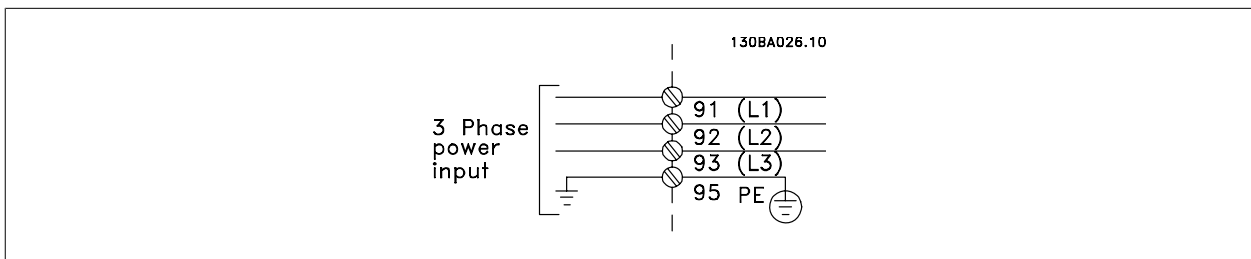 130BA026.10
3 Phase
power
input
91 (L1)
92 (L2)
93 (L3)
95 PE